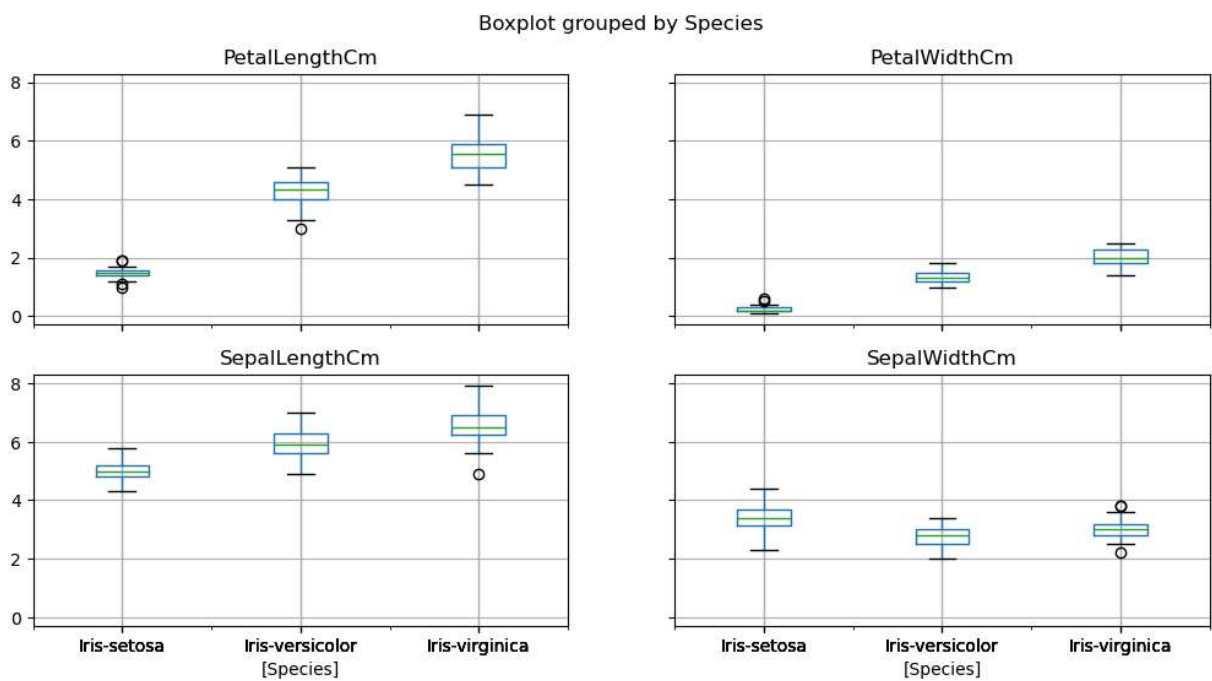 Boxplot grouped by Species
PetalLengthCm
8
6
4
2
0
PetalWidthCm
SepalLengthCm
8
6
4
2
0
Iris-setosa Iris-versicolor Iris-virginica
[Species]
SepalWidthCm
Iris-setosa Iris-versicolor Iris-virginica
[Species]